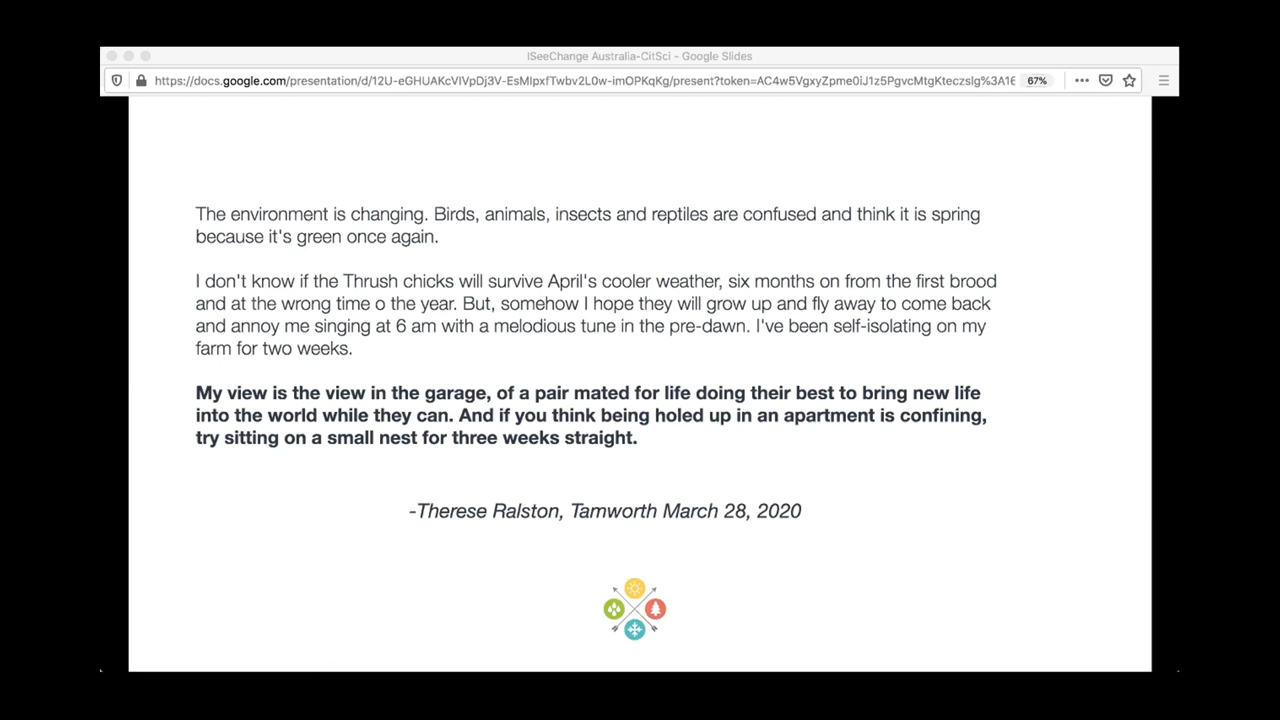 ISeeChange Australia-CitSci - Google Slides
67%
The environment is changing. Birds, animals, insects and reptiles are confused and think it is spring
because it's green once again.
I don't know if the Thrush chicks will survive April's cooler weather, six months on from the first brood
and at the wrong time o the year. But, somehow I hope they will grow up and fly away to come back
and annoy me singing at 6 am with a melodious tune in the pre-dawn. I've been self-isolating on my
farm for two weeks.
My view is the view in the garage, of a pair mated for life doing their best to bring new life
into the world while they can. And if you think being holed up in an apartment is confining,
try sitting on a small nest for three weeks straight.
-Therese Ralston, Tamworth March 28, 2020